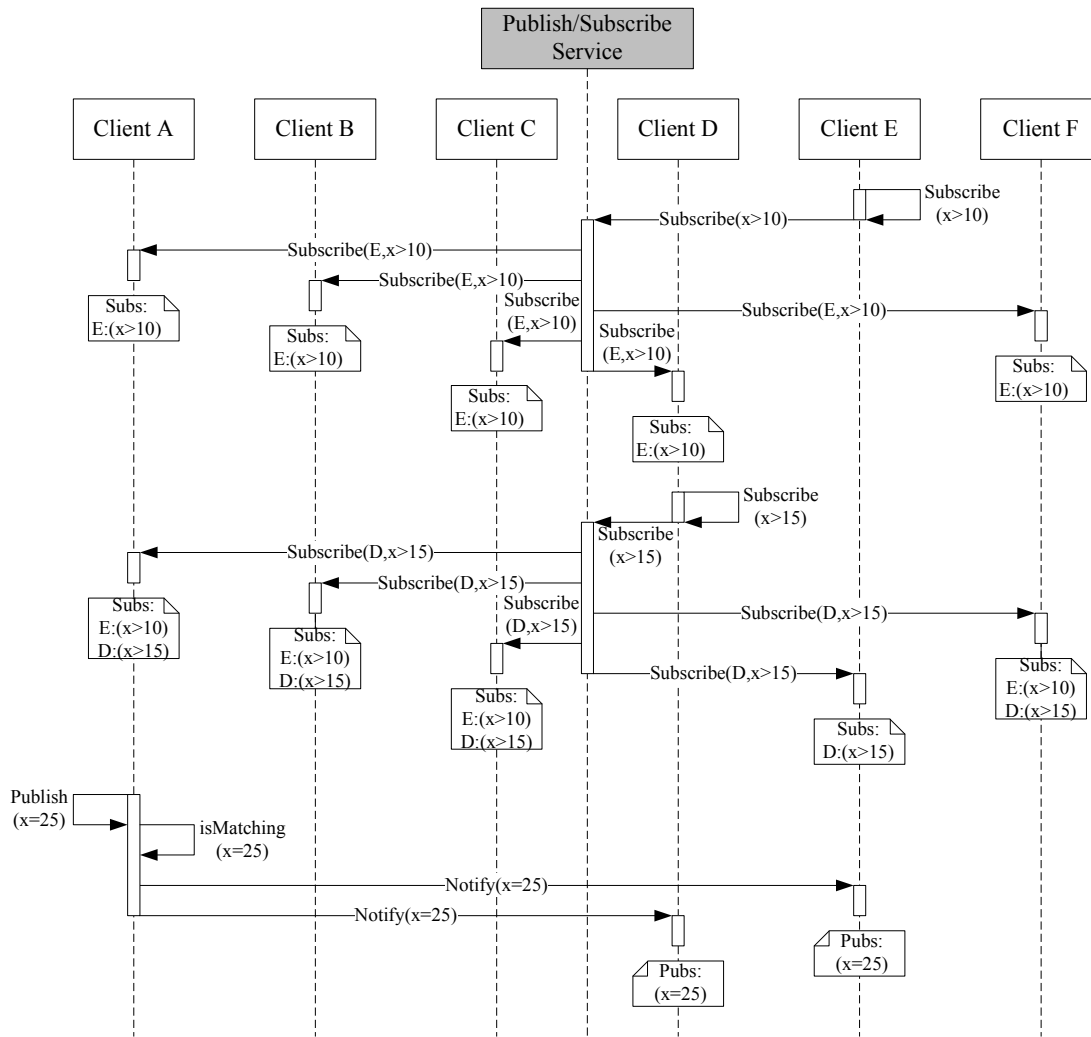 Publish/Subscribe
Service
Client A
Client B
Client C
Client D
Client E
Client F
Subscribe
(x>10)
Subscribe(x>10)
Subscribe(E,x>10)
Subscribe(E,x>10)
Subscribe(E,x>10)
Subscribe
(E,x>10)
Subscribe
(E,x>10)
Subs:
E:(x>10)
Subs:
E:(x>10)
Subs:
E:(x>10)
Subs:
E:(x>10)
Subs:
E:(x>10)
Subscribe
(x>15)
Subscribe
(x>15)
Subscribe(D,x>15)
Subscribe(D,x>15)
Subscribe
(D,x>15)
Subscribe(D,x>15)
Subscribe(D,x>15)
Subs:
E:(x>10)
D:(x>15)
Subs:
E:(x>10)
D:(x>15)
Subs:
E:(x>10)
D:(x>15)
Subs:
D:(x>15)
Subs:
E:(x>10)
D:(x>15)
Publish
(x=25)
isMatching
(x=25)
Notify(x=25)
Notify(x=25)
Pubs:
(x=25)
Pubs:
(x=25)